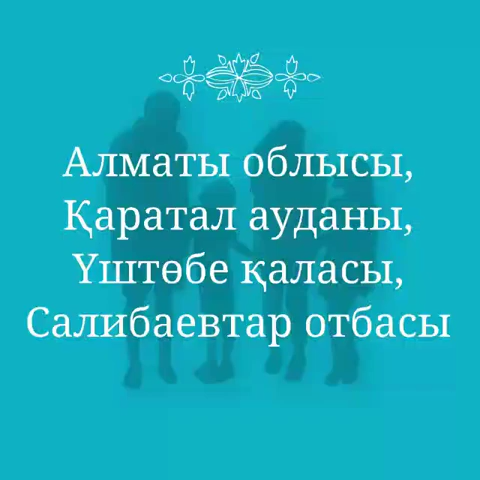 Алматы облысы,
Қаратал ауданы,
Үштөбе қаласы,
Салибаевтар отбасы